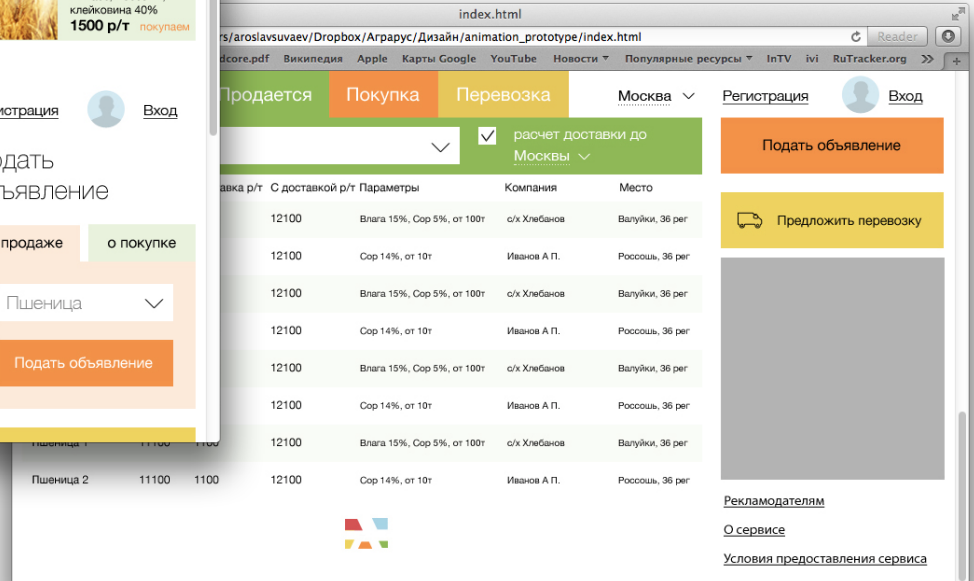 клейковина 40%
1500 р/т покупаем
Вход
Подать объявление
о покупке
Пшеница
Подать объявление
index.html
rs/aroslavsuvaev/Dropbox/Аграрус/Дизайн/animation_prototype/index.html
Reader
dcore.pdf Википедия Apple Карты Google YouTube Новости Популярные ресурсы InTV ivi RuTracker.org
Продается Покупка Перевозка Москва Регистрация Вход
расчет доставки до
Москвы
Подать объявление
Предложить перевозку
р/т С доставкой р/т Параметры Компания Место
12100 Влага 15%, Сор 5%, от 100т с/х Хлебанов Валуйки, 36 рег
12100 Сор 14%, от 10т Иванов А П. Россошь, 36 рег
12100 Влага 15%, Сор 5%, от 100т с/х Хлебанов Валуйки, 36 рег
12100 Сор 14%, от 10т Иванов А П. Россошь, 36 рег
12100 Влага 15%, Сор 5%, от 100т с/х Хлебанов Валуйки, 36 рег
12100 Сор 14%, от 10т Иванов А П. Россошь, 36 рег
Пшеница 1 11100 1100 12100 Влага 15%, Сор 5%, от 100т с/х Хлебанов Валуйки, 36 рег
Пшеница 2 11100 1100 12100 Сор 14%, от 10т Иванов А П. Россошь, 36 рег
Рекламодателям
О сервисе
Условия предоставления сервиса